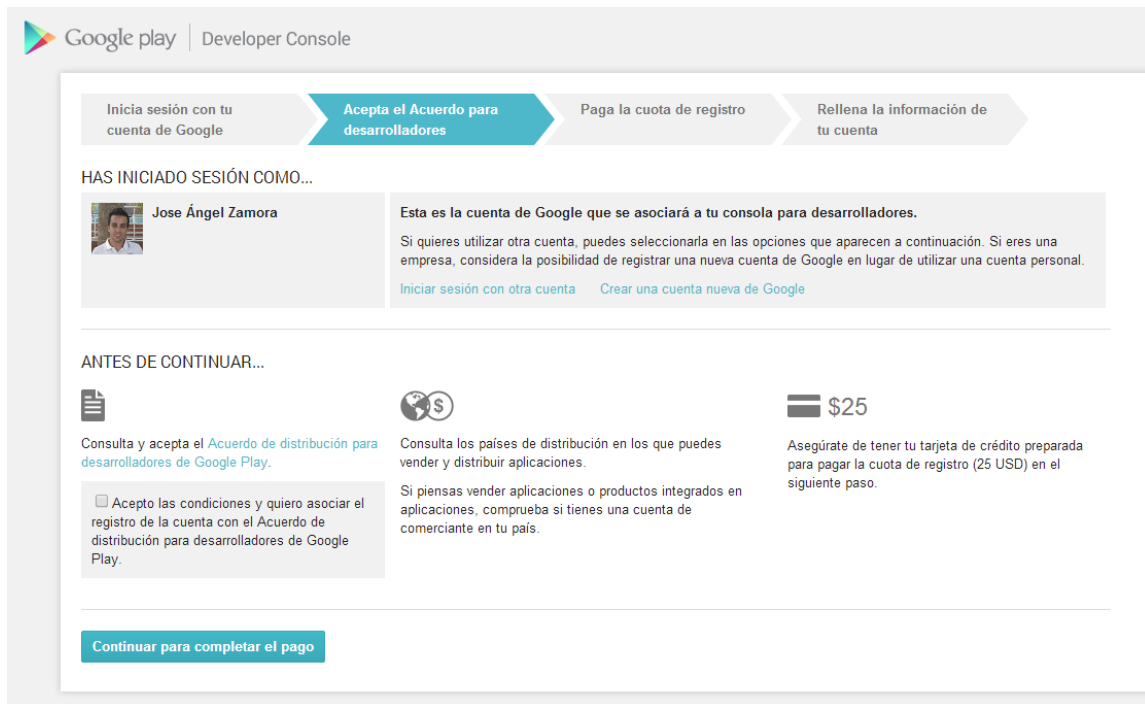 Google play | Developer Console
Inicia sesión con tu
cuenta de Google
Acepta el Acuerdo para
desarrolladores
Paga la cuota de registro
Rellena la información de
tu cuenta
HAS INICIADO SESIÓN COMO...
Jose Ángel Zamora
Esta es la cuenta de Google que se asociará a tu consola para desarrolladores.
Si quieres utilizar otra cuenta, puedes seleccionarla en las opciones que aparecen a continuación. Si eres una
empresa, considera la posibilidad de registrar una nueva cuenta de Google en lugar de utilizar una cuenta personal.
Iniciar sesión con otra cuenta Crear una cuenta nueva de Google
ANTES DE CONTINUAR...
Consulta y acepta el Acuerdo de distribución para
desarrolladores de Google Play.
Acepto las condiciones y quiero asociar el
registro de la cuenta con el Acuerdo de
distribución para desarrolladores de Google
Play.
$
Consulta los países de distribución en los que puedes
vender y distribuir aplicaciones.
Si piensas vender aplicaciones o productos integrados en
aplicaciones, comprueba si tienes una cuenta de
comerciante en tu país.
$25
Asegúrate de tener tu tarjeta de crédito preparada
para pagar la cuota de registro (25 USD) en el
siguiente paso.
Continuar para completar el pago